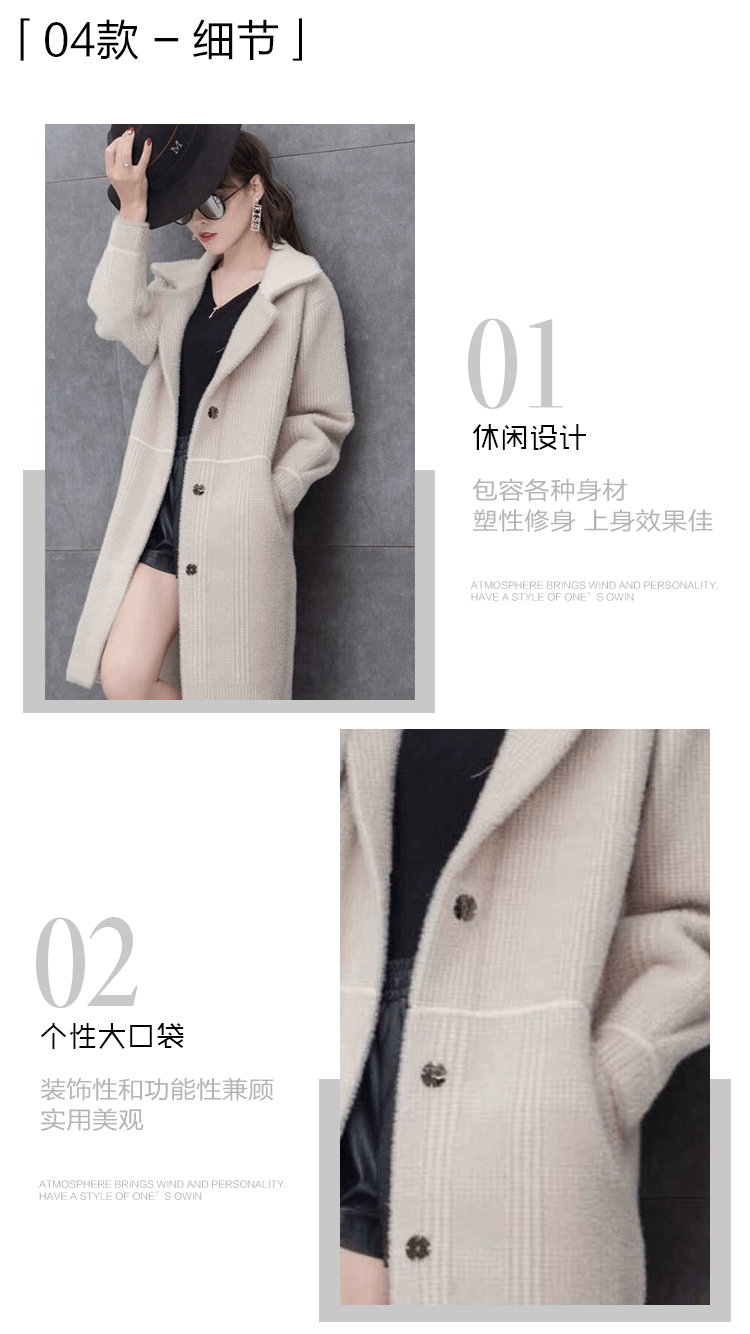 「 04款 – 细节 」
M
01
休闲设计
包容各种身材
塑性修身 上身效果佳
ATMOSPHERE BRINGS WIND AND PERSONALITY.
HAVE A STYLE OF ONE’S OWIN
02
个性大口袋
装饰性和功能性兼顾
实用美观
ATMOSPHERE BRINGS WIND AND PERSONALITY.
HAVE A STYLE OF ONE’S OWIN